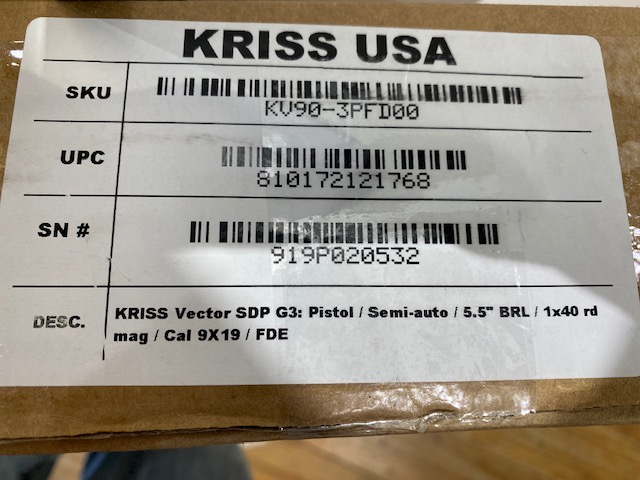 KRISS USA
SKU
KV90-3PFD00
UPC
810172121768
SN #
919P020532
DESC.
KRISS Vector SDP G3: Pistol / Semi-auto / 5.5" BRL / 1x40 rd
mag / Cal 9X19 / FDE